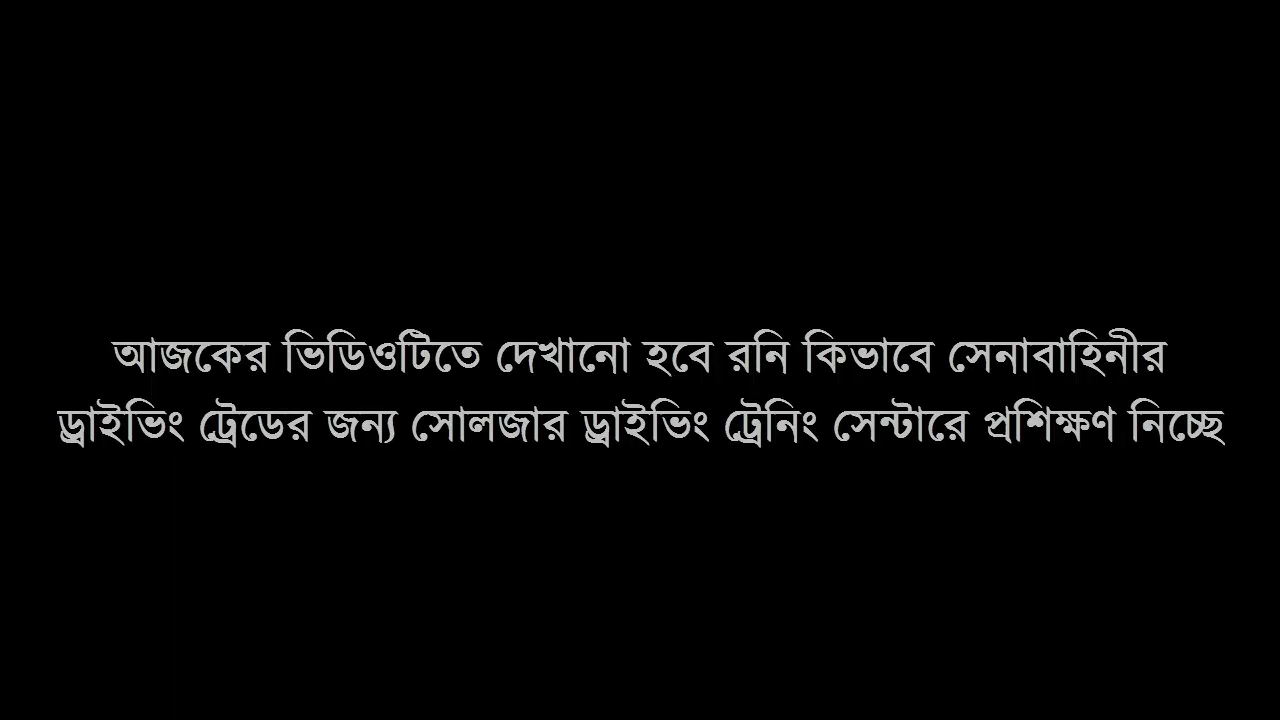 আজকের ভিডিওটিতে দেখানো হবে রনি কিভাবে সেনাবাহিনীর
ড্রাইভিং ট্রেডের জন্য সোলজার ড্রাইভিং ট্রেনিং সেন্টারে প্রশিক্ষণ নিচ্ছে